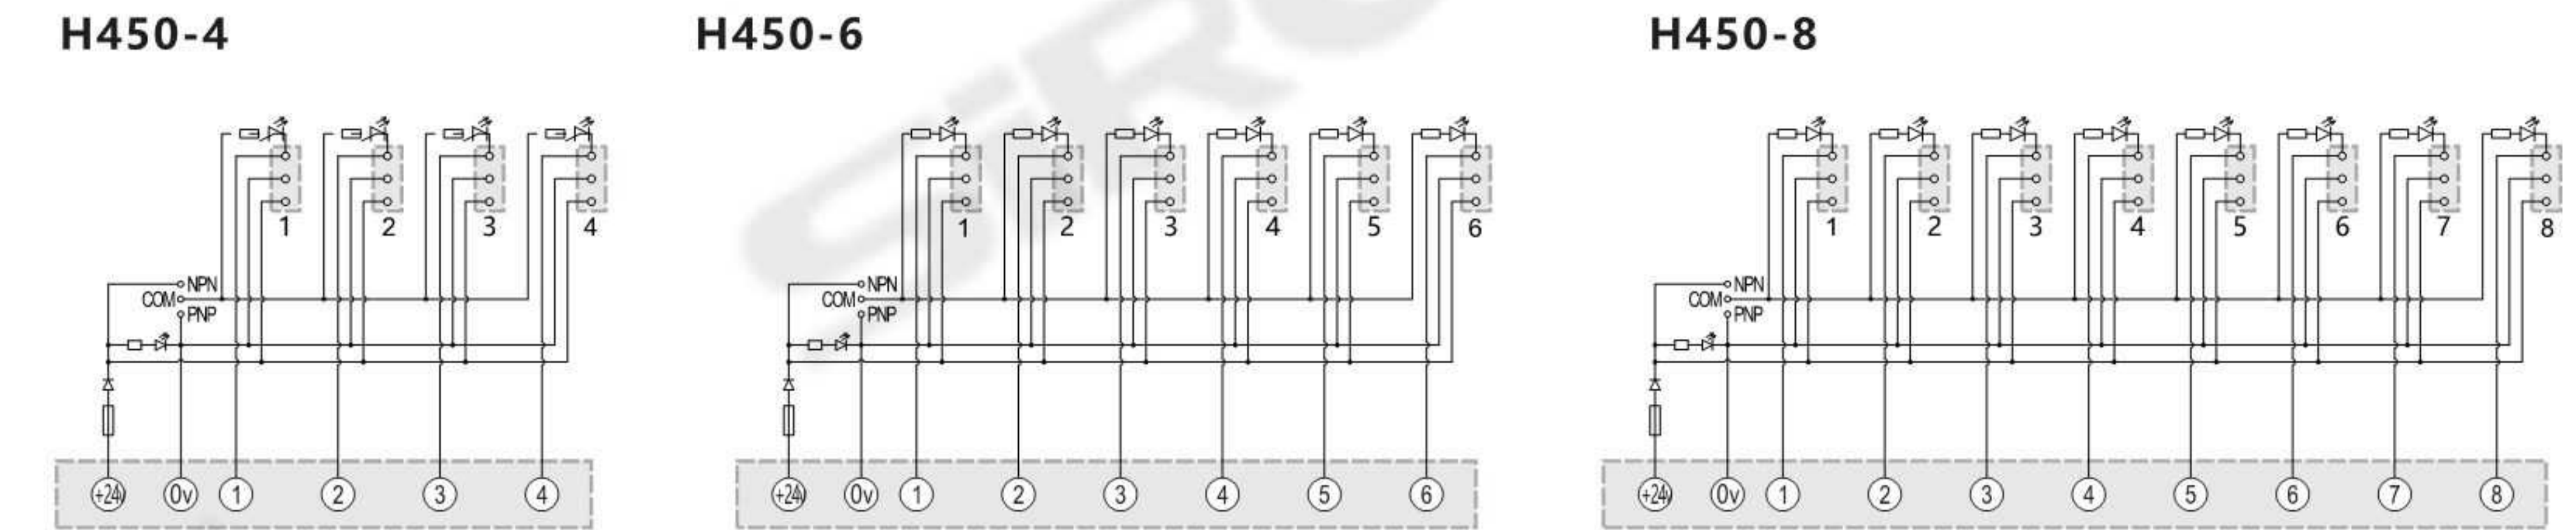 H450-4 H450-6 H450-8
1 2 3 4 1 2 3 4 5 6 1 2 3 4 5 6 7 8
NPN NPN NPN
COM COM COM
PNP PNP PNP
+24v 0v 1 2 3 4 +24v 0v 1 2 3 4 5 6 +24v 0v 1 2 3 4 5 6 7 8